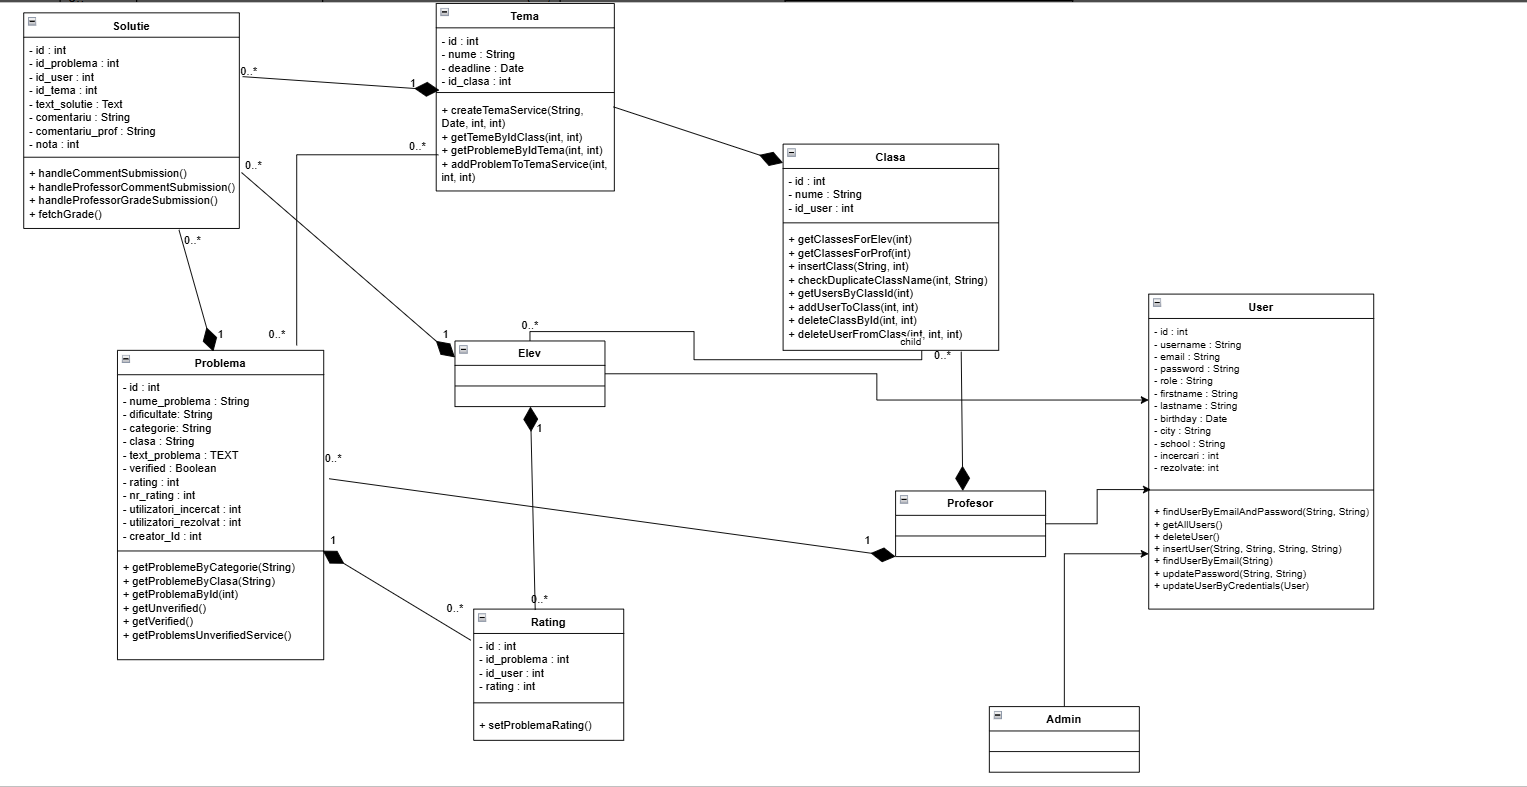 Solutie
- id : int
- id_problema : int
- id_user : int
- id_tema : int
- text_solutie : Text
- comentariu : String
- comentariu_prof : String
- nota : int
+ handleCommentSubmission()
+ handleProfessorCommentSubmission()
+ handleProfessorGradeSubmission()
+ fetchGrade()
0..*
1
0..*
0..*
0..*
1
0..*
1
Tema
- id : int
- nume : String
- deadline : Date
- id_clasa : int
+ createTemaService(String,
Date, int, int)
+ getTemeByIdClass(int, int)
+ getProblemeByIdTema(int, int)
+ addProblemToTemaService(int,
int, int)
Clasa
- id : int
- nume : String
- id_user : int
+ getClassesForElev(int)
+ getClassesForProf(int)
+ insertClass(String, int)
+ checkDuplicateClassName(int, String)
+ getUsersByClassId(int)
+ addUserToClass(int, int)
+ deleteClassById(int, int)
+ deleteUserFromClass(int, int, int)
child
0..*
0..*
Elev
1
User
- id : int
- username : String
- email : String
- password : String
- role : String
- firstname : String
- lastname : String
- birthday : Date
- city : String
- school : String
- incercari : int
- rezolvate: int
+ findUserByEmailAndPassword(String, String)
+ getAllUsers()
+ deleteUser()
+ insertUser(String, String, String, String)
+ findUserByEmail(String)
+ updatePassword(String, String)
+ updateUserByCredentials(User)
Problema
- id : int
- nume_problema : String
- dificultate: String
- categorie: String
- clasa : String
- text_problema : TEXT
- verified : Boolean
- rating : int
- nr_rating : int
- utilizatori_incercat : int
- utilizatori_rezolvat : int
- creator_Id : int
+ getProblemeByCategorie(String)
+ getProblemeByClasa(String)
+ getProblemaById(int)
+ getUnverified()
+ getVerified()
+ getProblemsUnverifiedService()
0..*
1
Profesor
1
0..*
0..*
Rating
- id : int
- id_problema : int
- id_user : int
- rating : int
+ setProblemaRating()
Admin